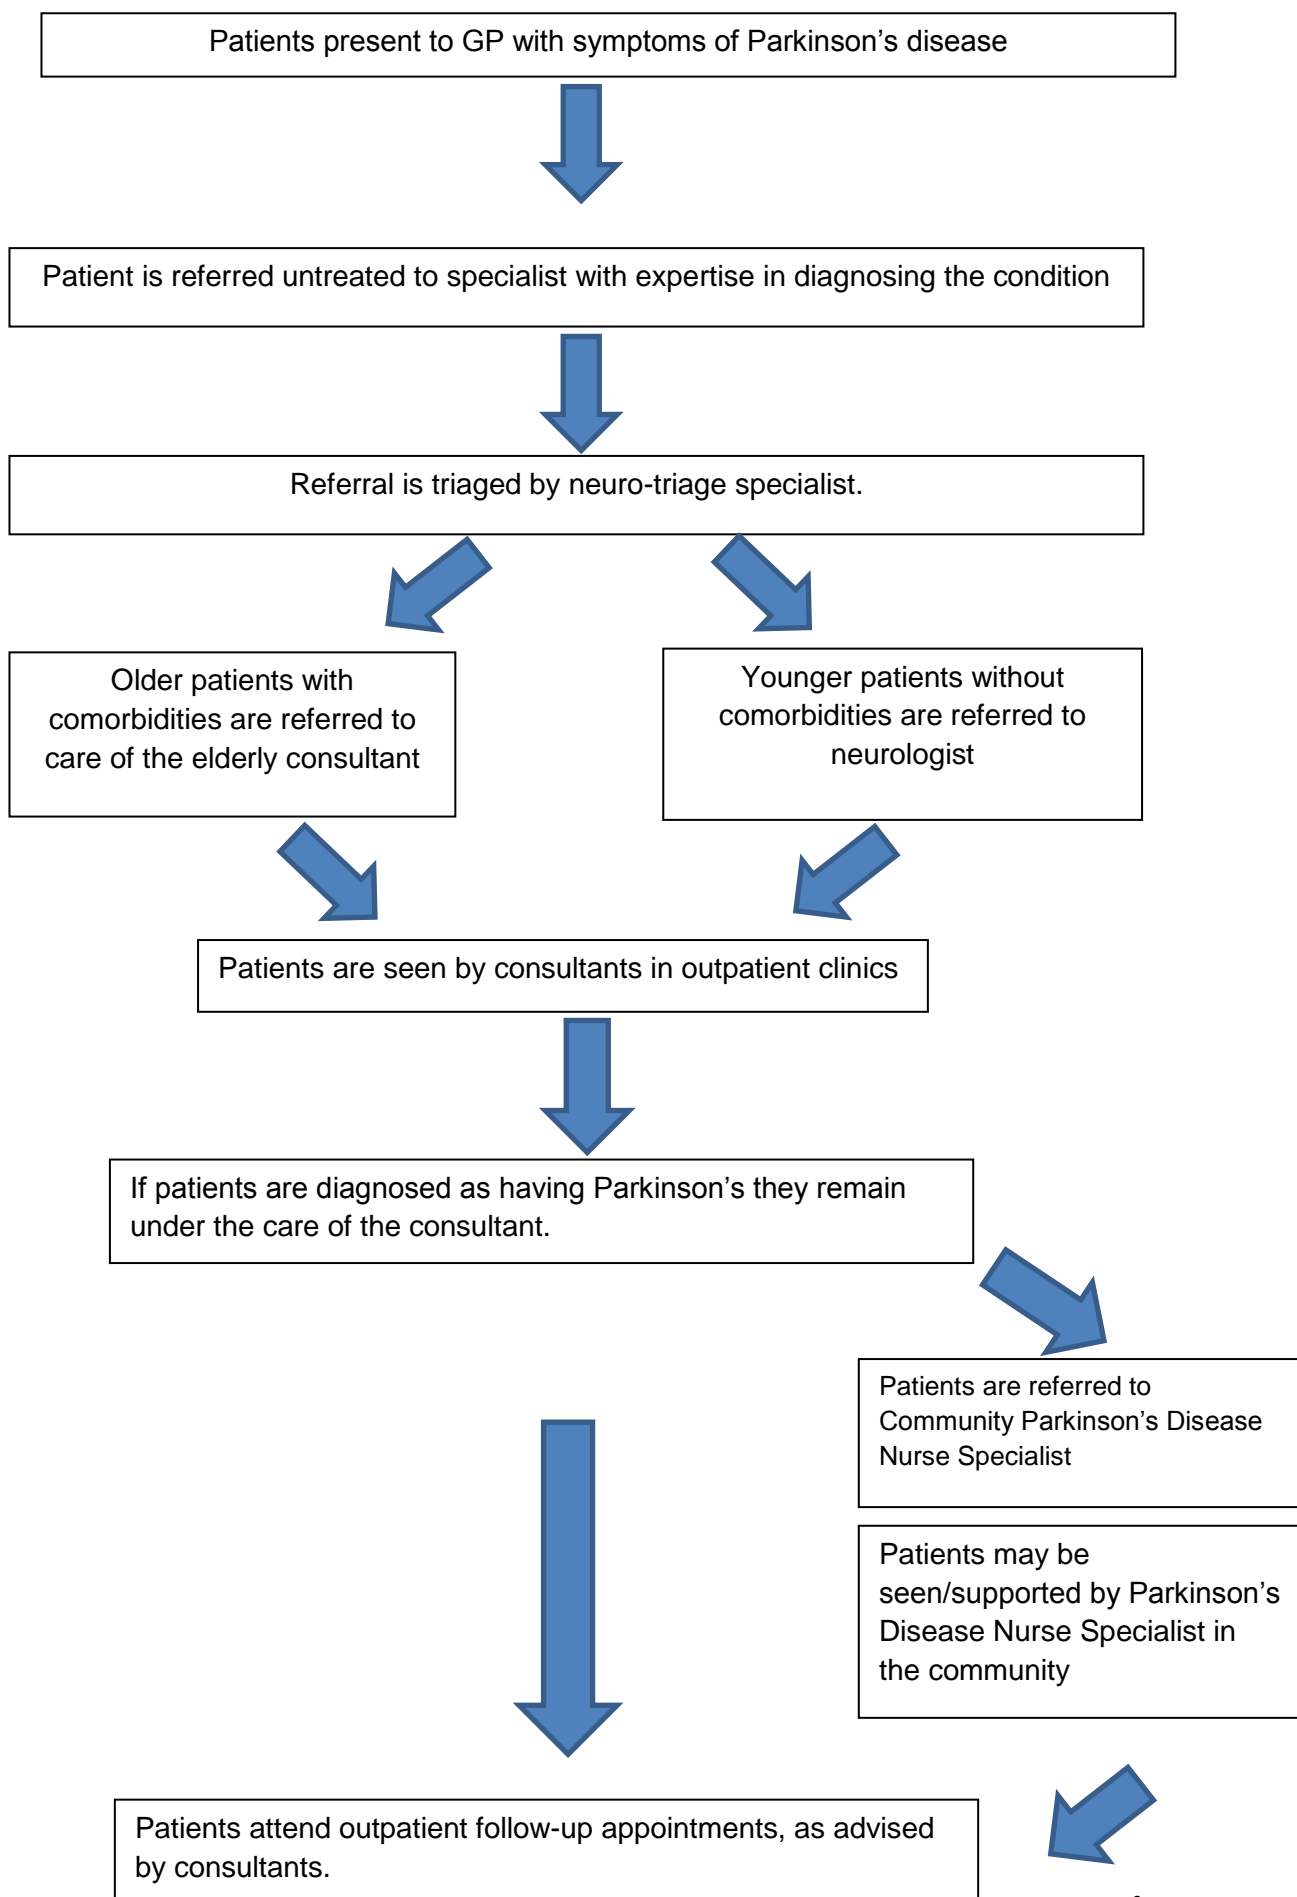 Patients present to GP with symptoms of Parkinson’s disease
Patient is referred untreated to specialist with expertise in diagnosing the condition
Referral is triaged by neuro-triage specialist.
Older patients with
comorbidities are referred to
care of the elderly consultant
Younger patients without
comorbidities are referred to
neurologist
Patients are seen by consultants in outpatient clinics
If patients are diagnosed as having Parkinson’s they remain
under the care of the consultant.
Patients are referred to
Community Parkinson’s Disease
Nurse Specialist
Patients may be
seen/supported by Parkinson’s
Disease Nurse Specialist in
the community
Patients attend outpatient follow-up appointments, as advised
by consultants.